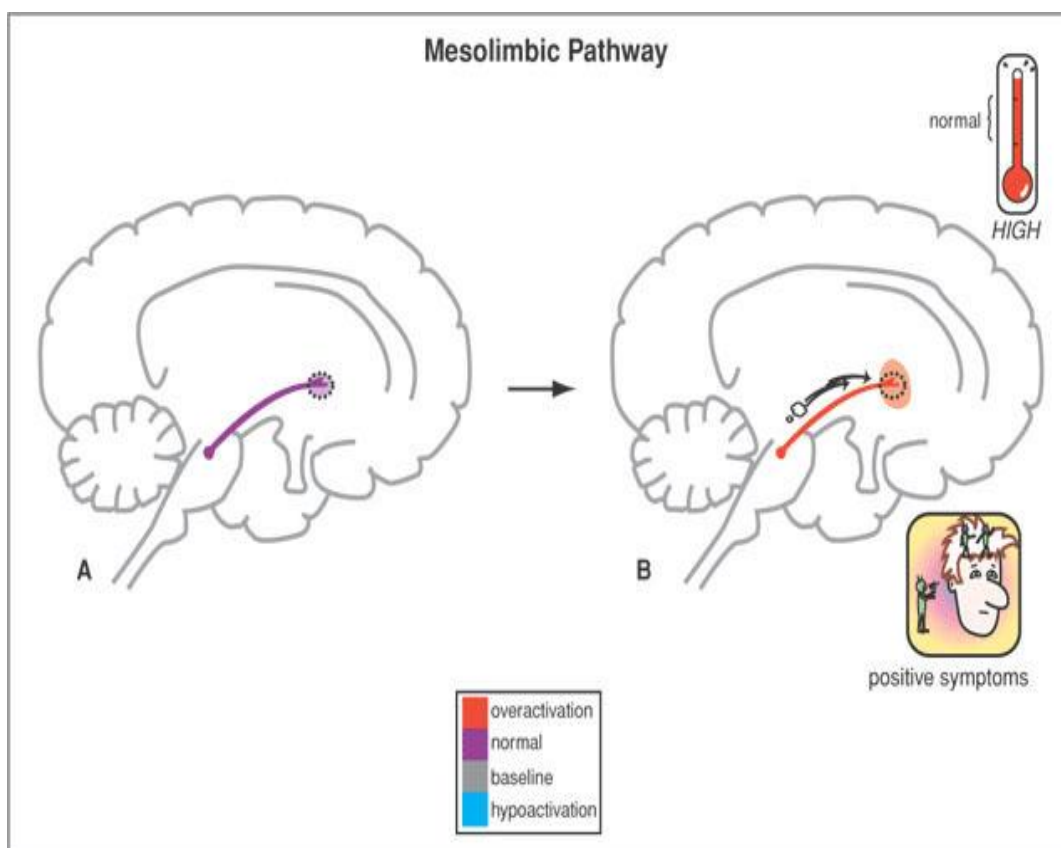 Mesolimbic Pathway
normal
HIGH
A
B
positive symptoms
overactivation
normal
baseline
hypoactivation